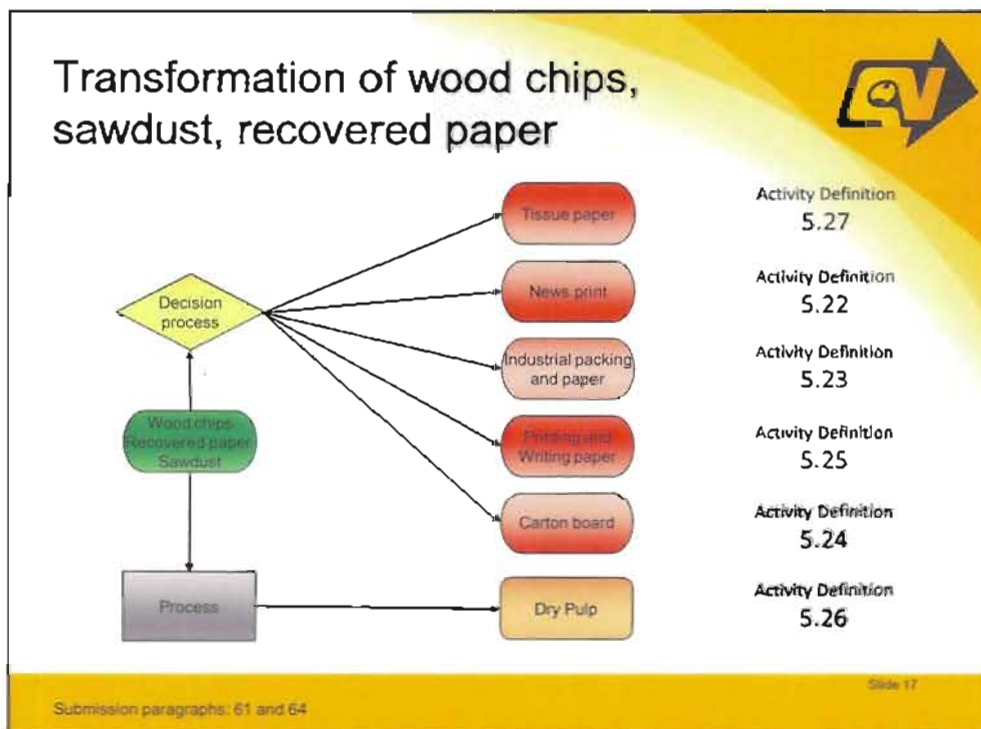 Transformation of wood chips,
sawdust, recovered paper
Tissue paper
Activity Definition
5.27
News print
Activity Definition
5.22
Decision
process
Industrial packing
and paper
Activity Definition
5.23
Wood chips
Recovered paper
Sawdust
Printing and
Writing paper
Activity Definition
5.25
Carton board
Activity Definition
5.24
Process
Dry Pulp
Activity Definition
5.26
Slide 17
Submission paragraphs: 61 and 64